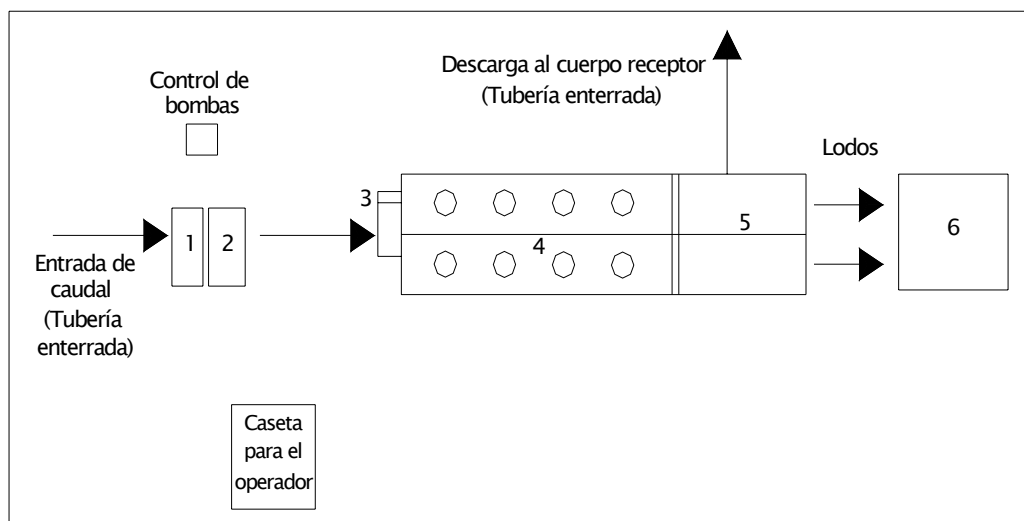 Control de
bombas
Descarga al cuerpo receptor
(Tubería enterrada)
Lodos
3
1
2
4
5
6
Entrada de
caudal
(Tubería
enterrada)
Caseta
para el
operador